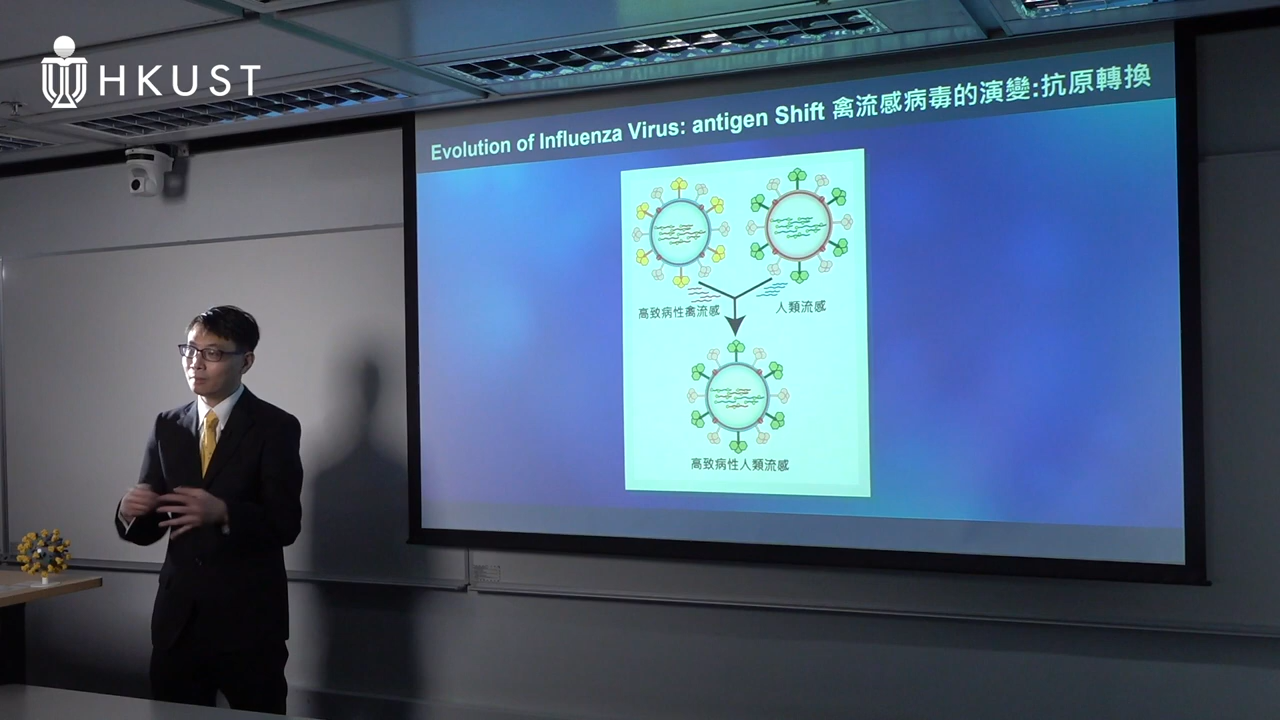 HKUST
Evolution of Influenza Virus: antigen Shift 禽流感病毒的演變:抗原轉換
高致病性禽流感
人類流感
高致病性人類流感